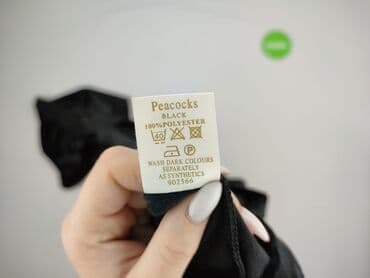 Peacocks
BLACK
100%POLYESTER
40
P
WASH DARK COLOURS
SEPARATELY
AS SYNTHETICS
902566